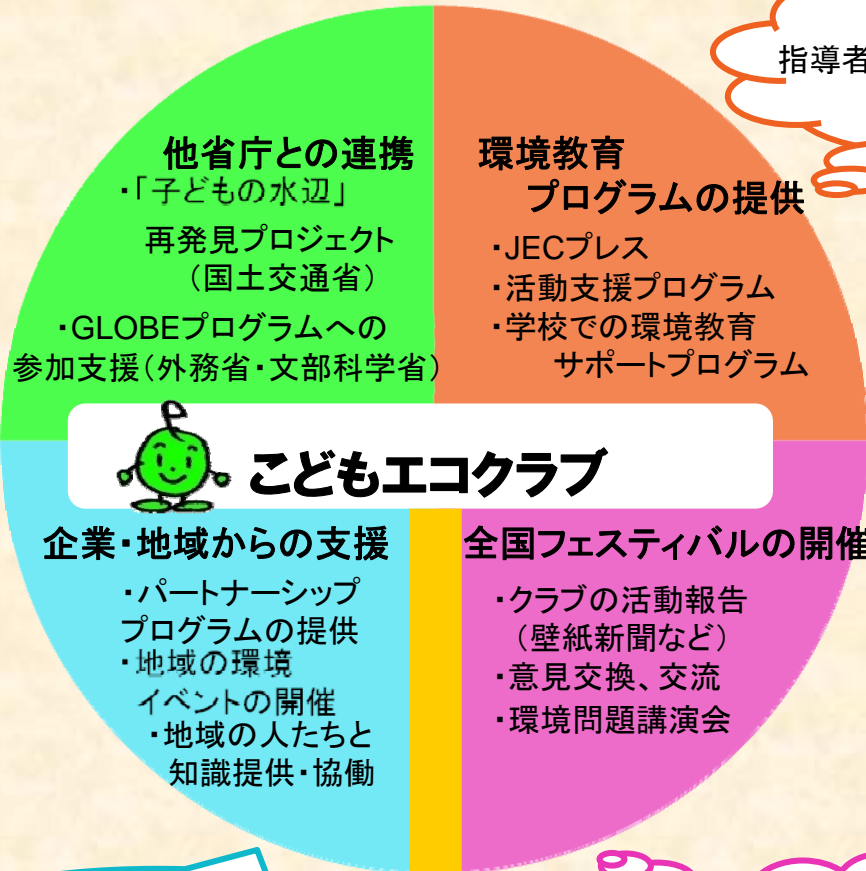 指導者
他省庁との連携
・「子どもの水辺」
再発見プロジェクト
（国土交通省）
・GLOBEプログラムへの
参加支援（外務省・文部科学省）
環境教育
プログラムの提供
・JECプレス
・活動支援プログラム
・学校での環境教育
サポートプログラム
こどもエコクラブ
企業・地域からの支援
・パートナーシップ
プログラムの提供
・地域の環境
イベントの開催
・地域の人たちと
知識提供・協働
全国フェスティバルの開催
・クラブの活動報告
（壁紙新聞など）
・意見交換、交流
・環境問題講演会